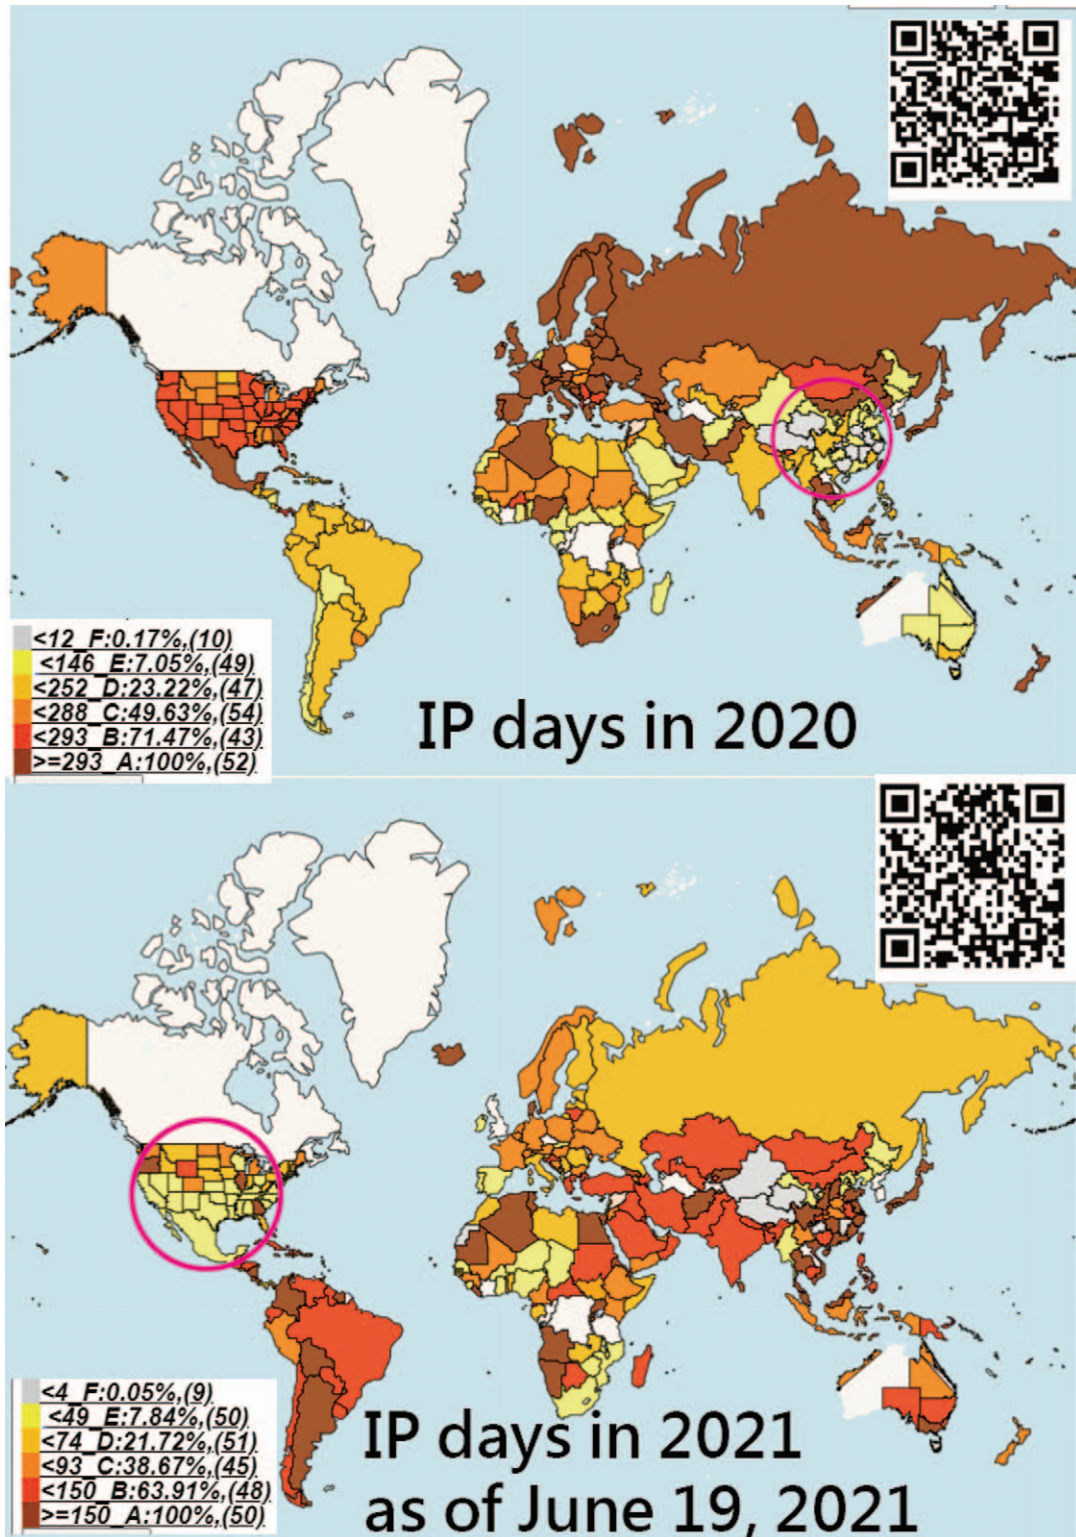 <12_F:0.17%,(10)
<146_E:7.05%,(49)
<252_D:23.22%,(47)
<288_C:49.63%,(54)
<293_B:71.47%,(43)
>=293_A:100%,(52)
IP days in 2020
<4_F:0.05%,(9)
<49_E:7.84%,(50)
<74_D:21.72%,(51)
<93_C:38.67%,(45)
<150_B:63.91%,(48)
>=150_A:100%,(50)
IP days in 2021
as of June 19, 2021